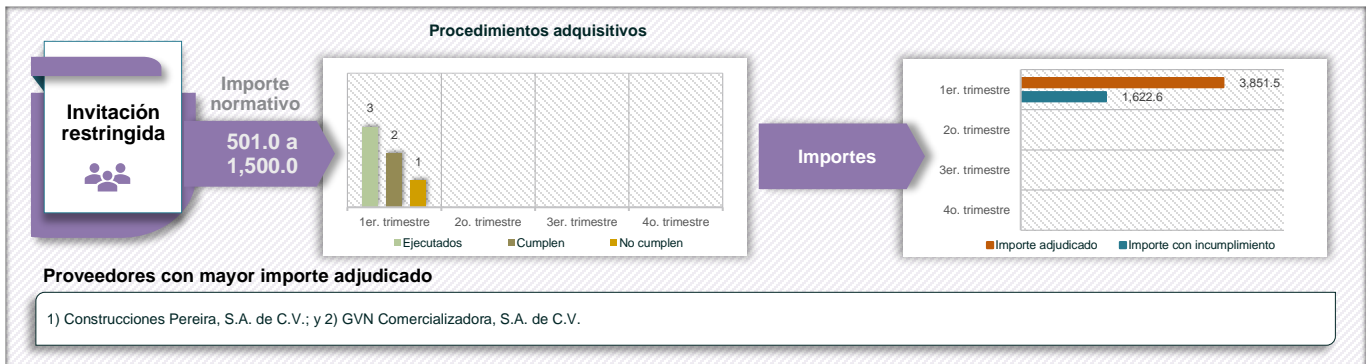 Procedimientos adquisitivos
Invitación
restringida
Importe
normativo
501.0 a
1,500.0
3
2
1
1er. trimestre
2o. trimestre
3er. trimestre
4o. trimestre
Ejecutados
Cumplen
No cumplen
Importes
1er. trimestre
3,851.5
1,622.6
2o. trimestre
3er. trimestre
4o. trimestre
Importe adjudicado
Importe con incumplimiento
Proveedores con mayor importe adjudicado
1) Construcciones Pereira, S.A. de C.V.; y 2) GVN Comercializadora, S.A. de C.V.